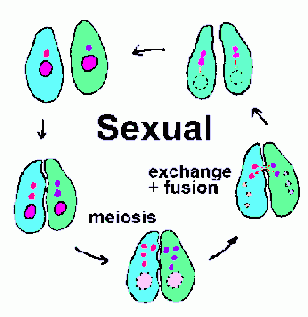 Sexual
exchange
+ fusion
meiosis